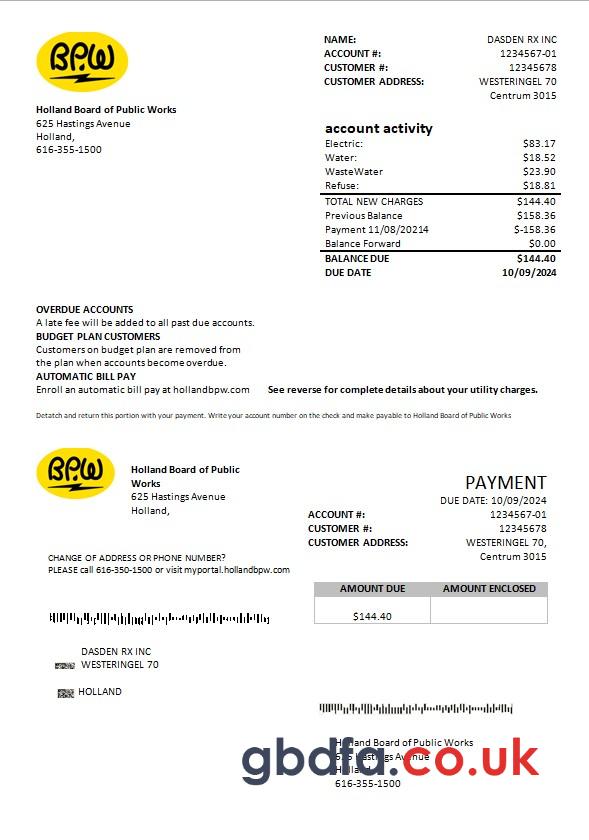 BPW
NAME: DASDEN RX INC
ACCOUNT #: 1234567-01
CUSTOMER #: 12345678
CUSTOMER ADDRESS: WESTERINGEL 70
Centrum 3015
Holland Board of Public Works
625 Hastings Avenue
Holland,
616-355-1500
account activity
Electric: $83.17
Water: $18.52
WasteWater $23.90
Refuse: $18.81
TOTAL NEW CHARGES $144.40
Previous Balance $158.36
Payment 11/08/20214 $-158.36
Balance Forward $0.00
BALANCE DUE $144.40
DUE DATE 10/09/2024
OVERDUE ACCOUNTS
A late fee will be added to all past due accounts.
BUDGET PLAN CUSTOMERS
Customers on budget plan are removed from
the plan when accounts become overdue.
AUTOMATIC BILL PAY
Enroll an automatic bill pay at hollandbpw.com See reverse for complete details about your utility charges.
Detatch and return this portion with your payment. Write your account number on the check and make payable to Holland Board of Public Works
BPW
Holland Board of Public
Works
625 Hastings Avenue
Holland,
PAYMENT
DUE DATE: 10/09/2024
ACCOUNT #: 1234567-01
CUSTOMER #: 12345678
CUSTOMER ADDRESS: WESTERINGEL 70,
Centrum 3015
CHANGE OF ADDRESS OR PHONE NUMBER?
PLEASE call 616-350-1500 or visit myportal.hollandbpw.com
AMOUNT DUE AMOUNT ENCLOSED
$144.40
DASDEN RX INC
WESTERINGEL 70
HOLLAND
Holland Board of Public Works
625 Hastings Avenue
Holland,
616-355-1500
gbdfa.co.uk